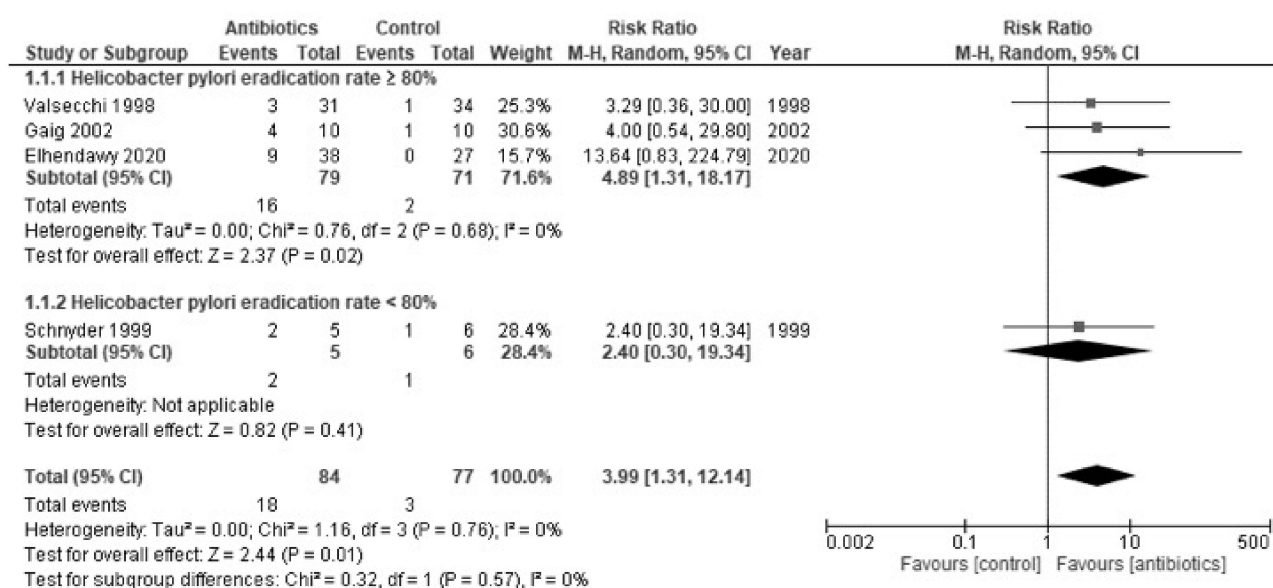 Antibiotics Control Risk Ratio Risk Ratio
Study or Subgroup Events Total Events Total Weight M-H, Random, 95% CI Year M-H, Random, 95% CI
1.1.1 Helicobacter pylori eradication rate ≥ 80%
Valsecchi 1998 3 31 1 34 25.3% 3.29 [0.36, 30.00] 1998
Gaig 2002 4 10 1 10 30.6% 4.00 [0.54, 29.80] 2002
Elhendawy 2020 9 38 0 27 15.7% 13.64 [0.83, 224.79] 2020
Subtotal (95% CI) 79 71 71.6% 4.89 [1.31, 18.17]
Total events 16 2
Heterogeneity: Tau² = 0.00; Chi² = 0.76, df = 2 (P = 0.68); I² = 0%
Test for overall effect: Z = 2.37 (P = 0.02)
1.1.2 Helicobacter pylori eradication rate < 80%
Schnyder 1999 2 5 1 6 28.4% 2.40 [0.30, 19.34] 1999
Subtotal (95% CI) 5 6 28.4% 2.40 [0.30, 19.34]
Total events 2 1
Heterogeneity: Not applicable
Test for overall effect: Z = 0.82 (P = 0.41)
Total (95% CI) 84 77 100.0% 3.99 [1.31, 12.14]
Total events 18 3
Heterogeneity: Tau² = 0.00; Chi² = 1.16, df = 3 (P = 0.76); I² = 0%
Test for overall effect: Z = 2.44 (P = 0.01)
Test for subgroup differences: Chi² = 0.32, df = 1 (P = 0.57), I² = 0%
0.002 0.1 1 10 500
Favours [control] Favours [antibiotics]